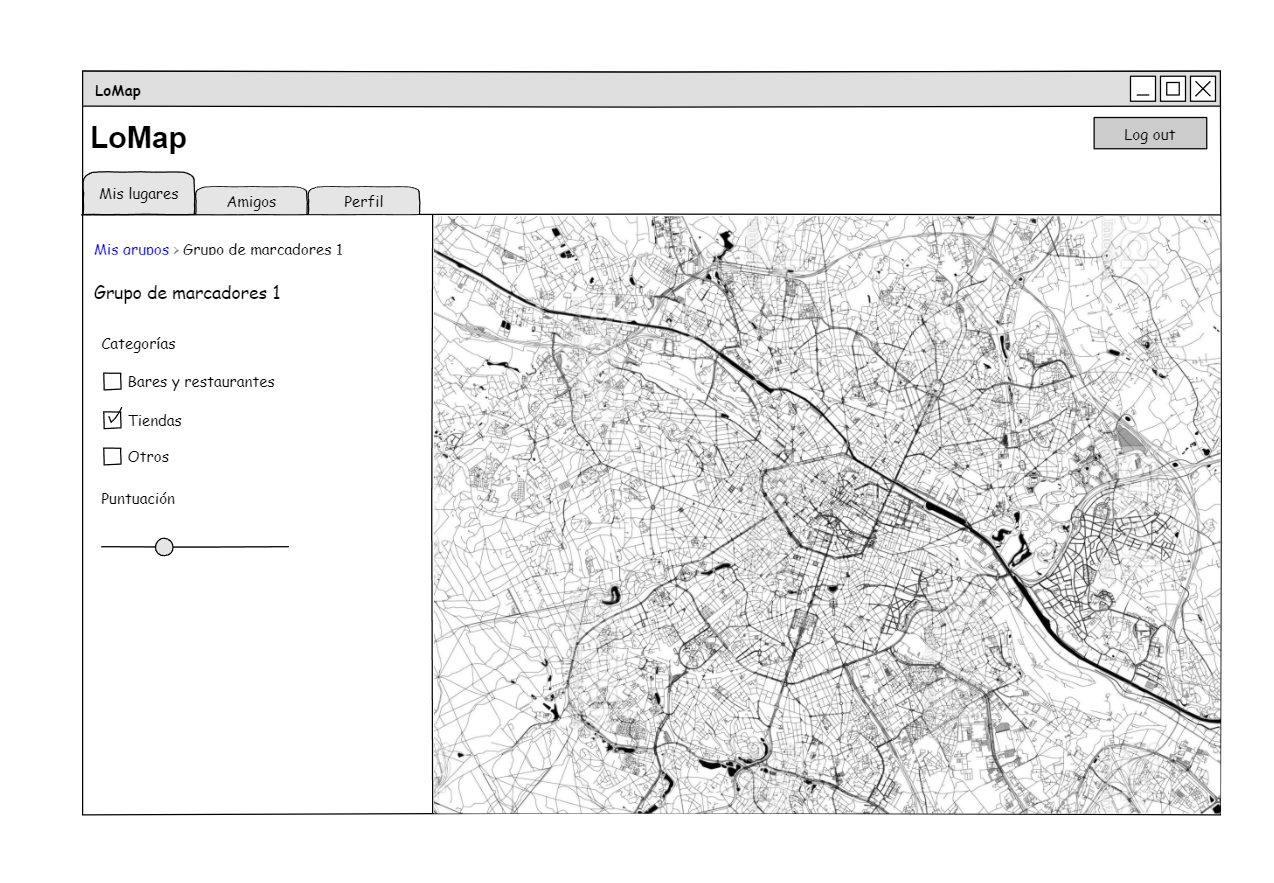 LoMap
LoMap
Log out
Mis lugares
Amigos
Perfil
Mis grupos > Grupo de marcadores 1
Grupo de marcadores 1
Categorías
Bares y restaurantes
Tiendas
Otros
Puntuación